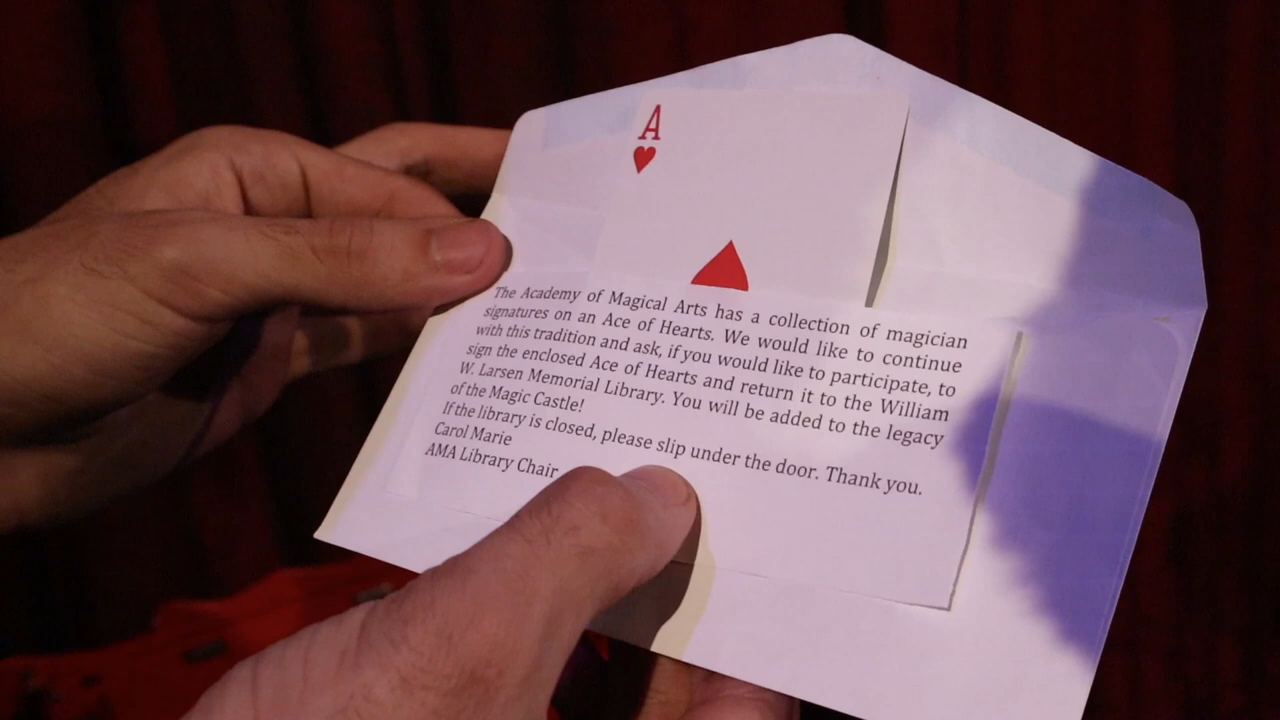 A
The Academy of Magical Arts has a collection of magician
signatures on an Ace of Hearts. We would like to continue
with this tradition and ask, if you would like to participate, to
sign the enclosed Ace of Hearts and return it to the William
W. Larsen Memorial Library. You will be added to the legacy
of the Magic Castle!
If the library is closed, please slip under the door. Thank you.
Carol Marie
AMA Library Chair